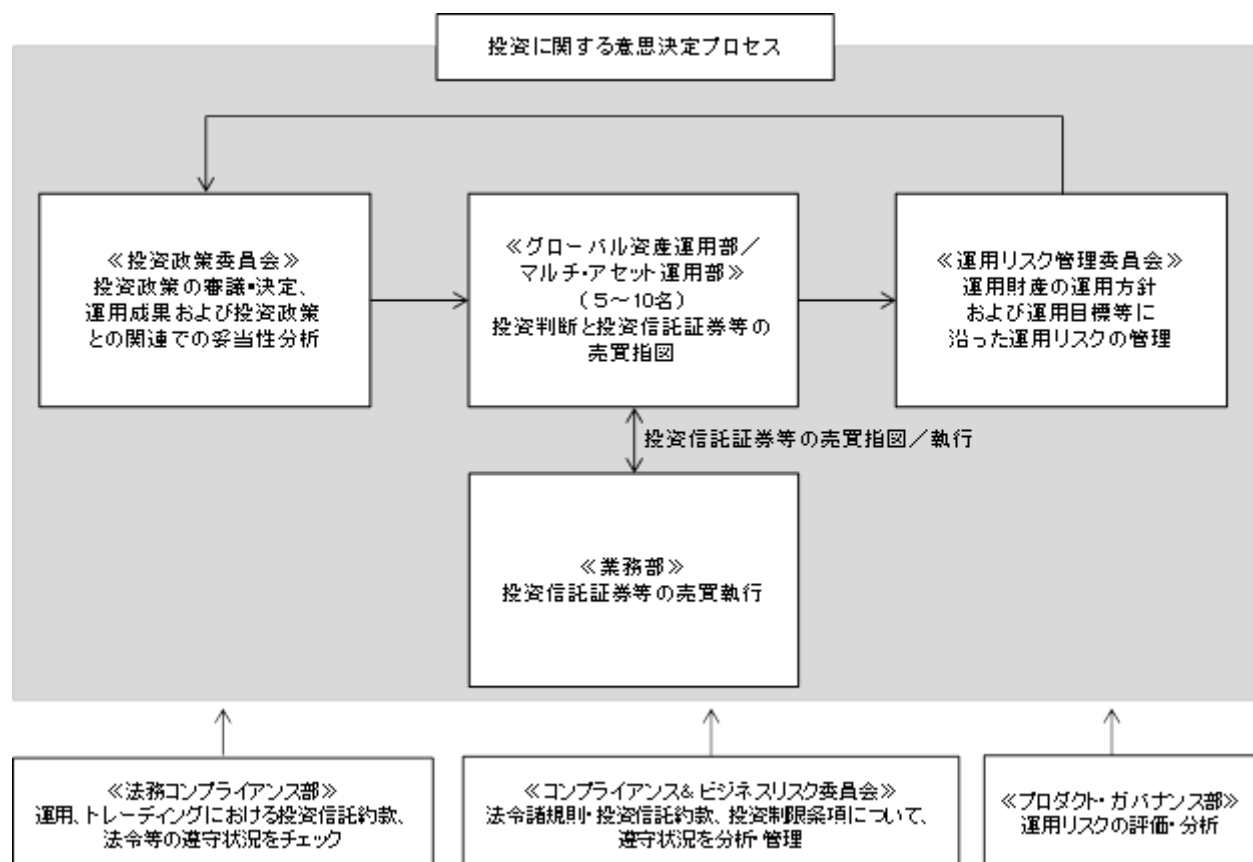 投資に関する意思決定プロセス
≪投資政策委員会≫
投資政策の審議・決定、
運用成果および投資政策
との関連での妥当性分析
≪グローバル資産運用部／
マルチ・アセット運用部≫
（５～10名）
投資判断と投資信託証券等の
売買指図
≪運用リスク管理委員会≫
運用財産の運用方針
および運用目標等に
沿った運用リスクの管理
投資信託証券等の売買指図／執行
≪業務部≫
投資信託証券等の売買執行
≪法務コンプライアンス部≫
運用、トレーディングにおける投資信託約款、
法令等の遵守状況をチェック
≪コンプライアンス&ビジネスリスク委員会≫
法令諸規則・投資信託約款、投資制限条項について、
遵守状況を分析・管理
≪プロダクト・ガバナンス部≫
運用リスクの評価・分析